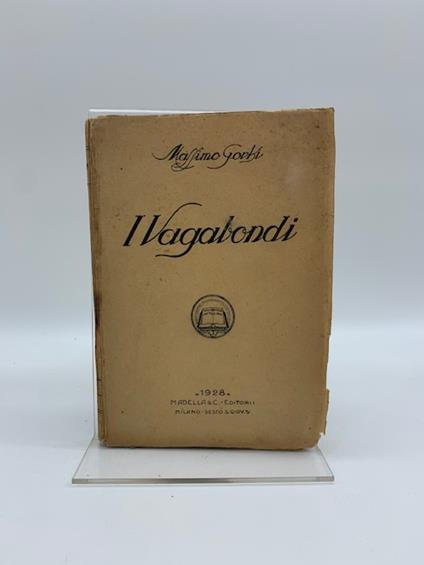 Massimo Gorki
I Vagabondi
·1928·
MADELLA & C. - EDITORI
MILANO - SESTO S. GIOV.